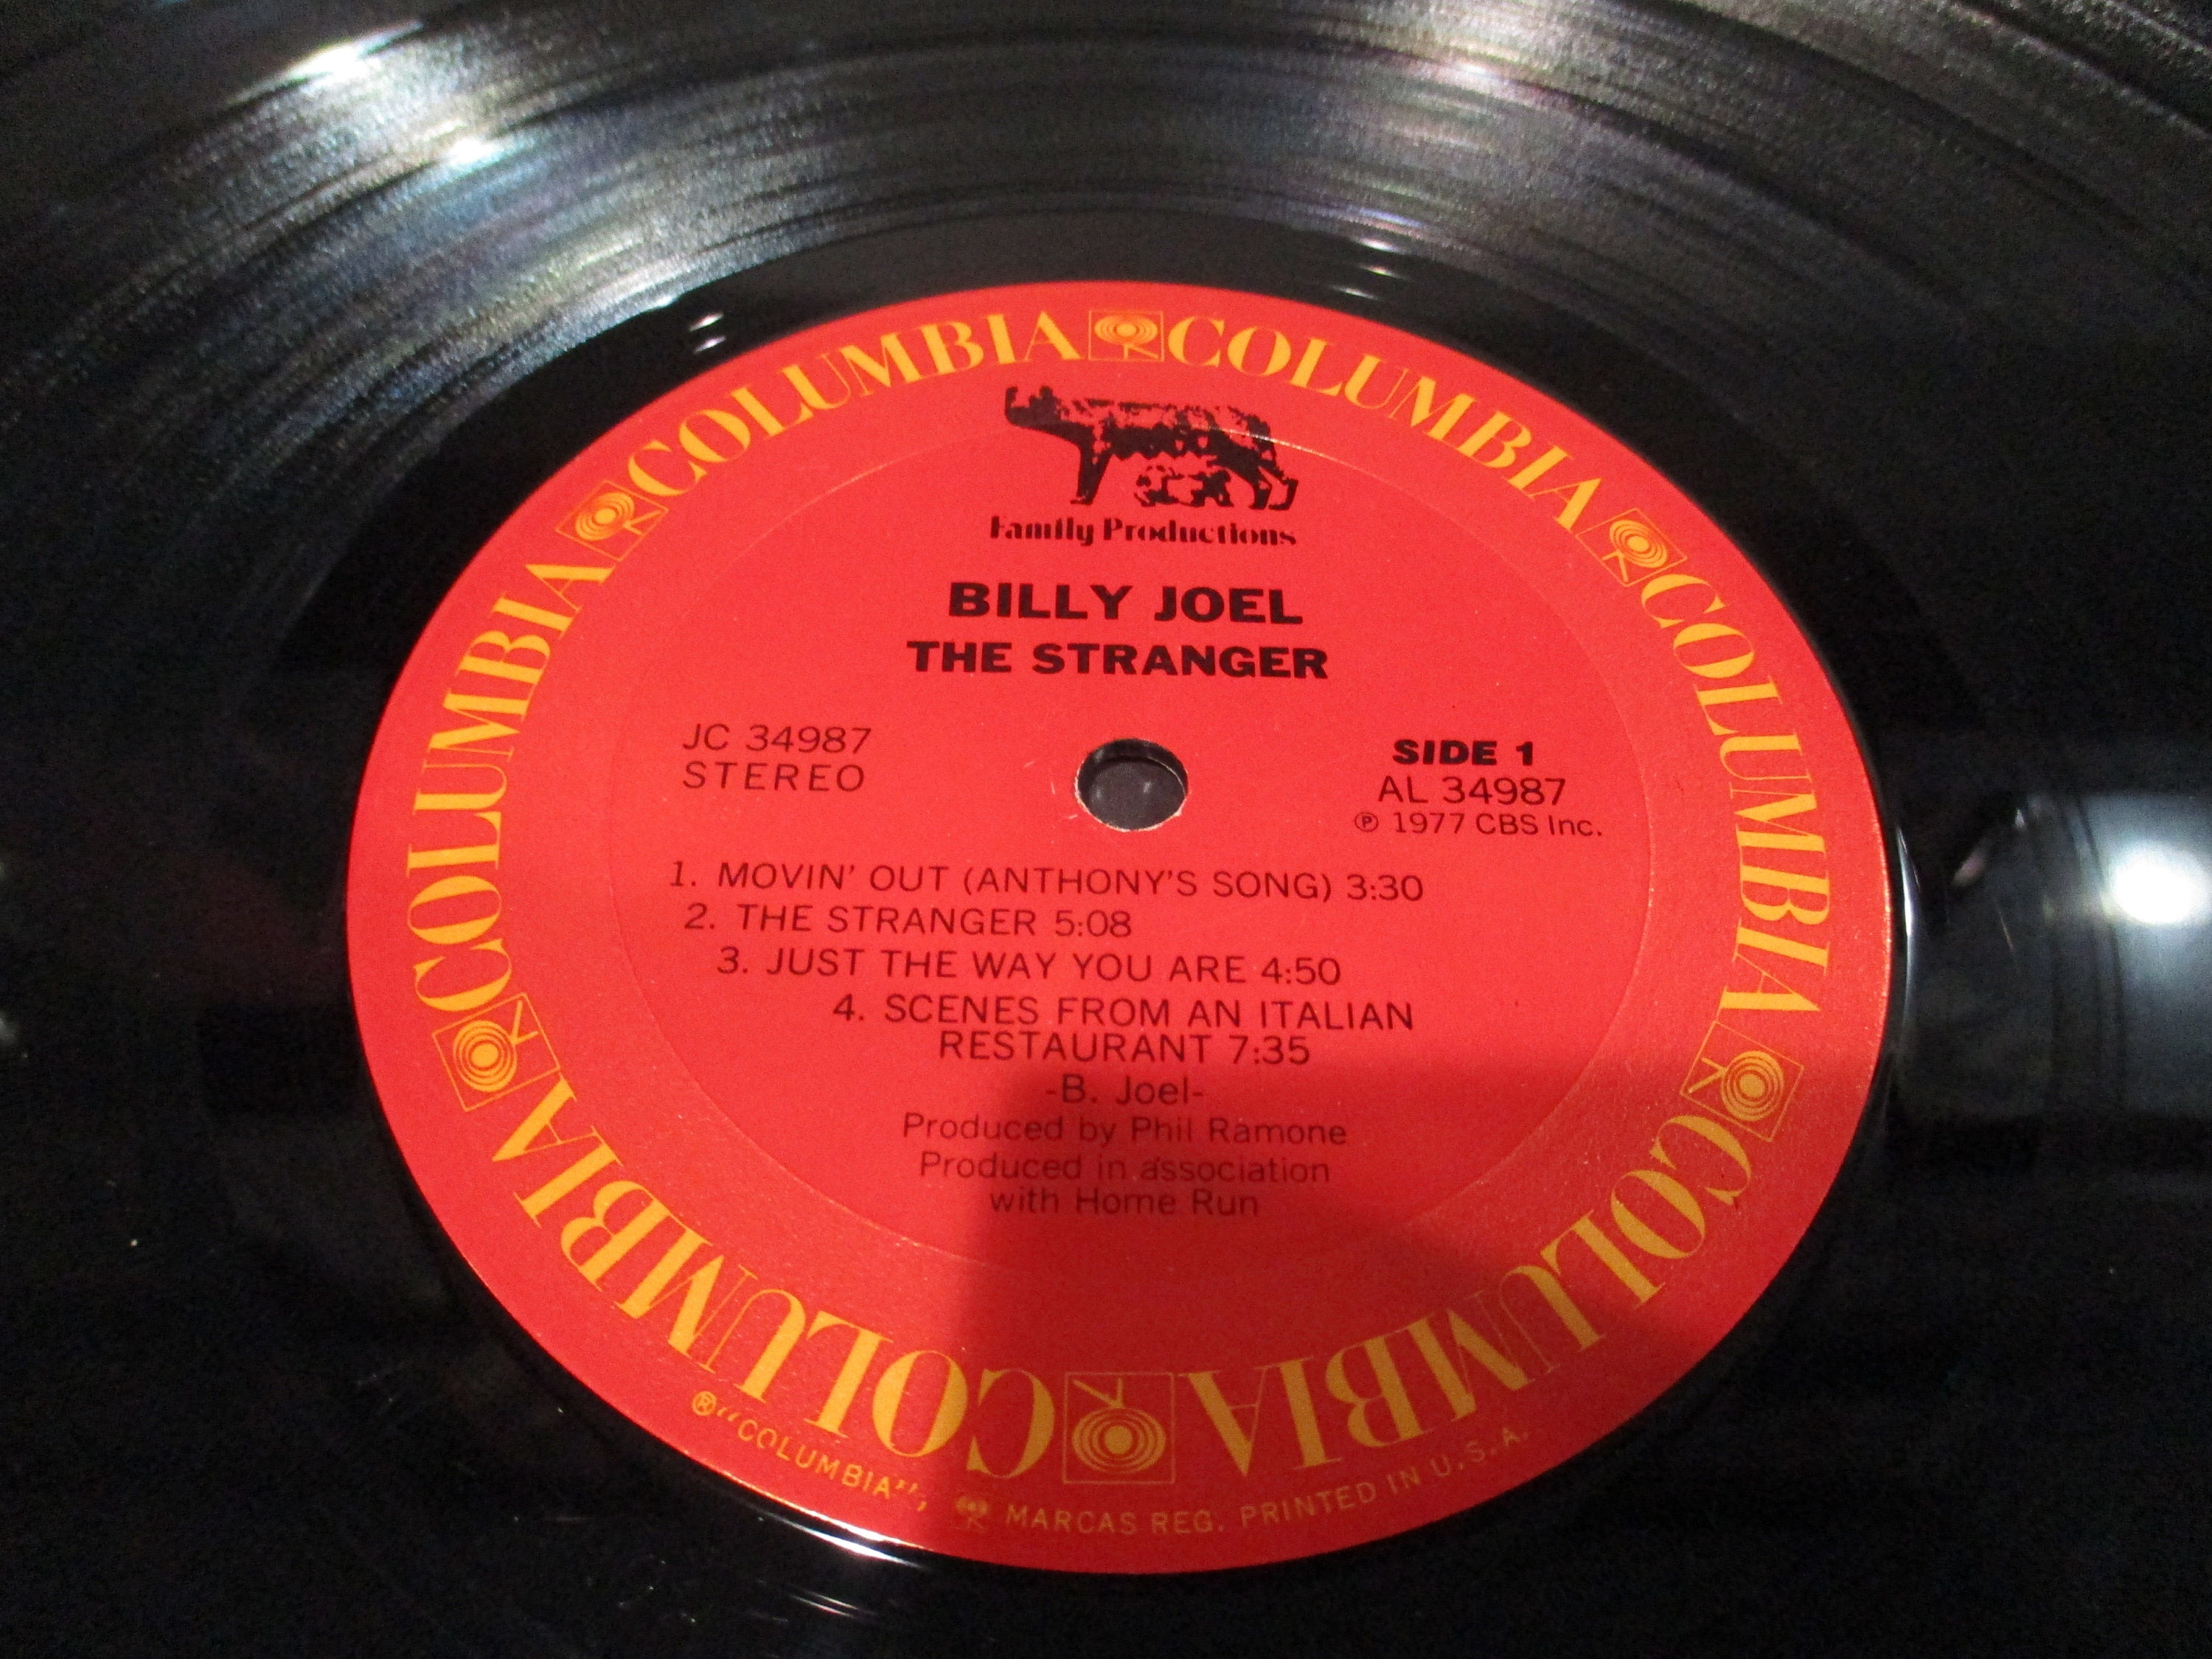 COLUMBIA COLUMBIA COLUMBIA COLUMBIA COLUMBIA COLUMBIA
Family Productions
BILLY JOEL
THE STRANGER
JC 34987
STEREO
SIDE 1
AL 34987
℗ 1977 CBS Inc.
1. MOVIN' OUT (ANTHONY'S SONG) 3:30
2. THE STRANGER 5:08
3. JUST THE WAY YOU ARE 4:50
4. SCENES FROM AN ITALIAN
RESTAURANT 7:35
-B. Joel-
Produced by Phil Ramone
Produced in association
with Home Run
® "COLUMBIA", MARCAS REG. PRINTED IN U.S.A.